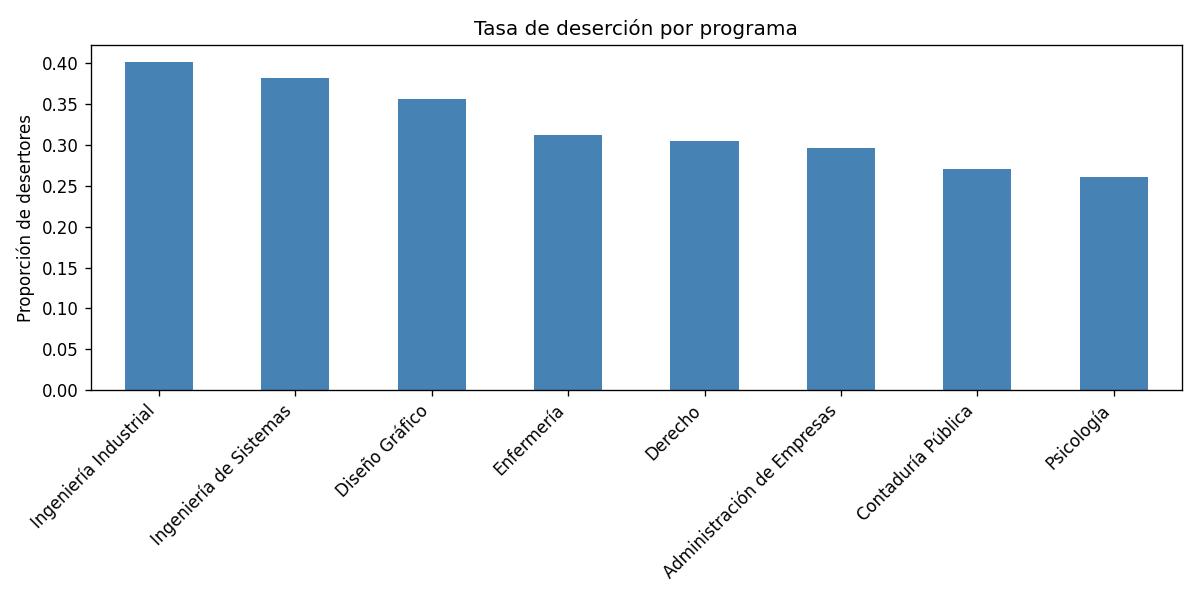 Tasa de deserción por programa
Proporción de desertores
0.40
0.35
0.30
0.25
0.20
0.15
0.10
0.05
0.00
Ingeniería Industrial
Ingeniería de Sistemas
Diseño Gráfico
Enfermería
Derecho
Administración de Empresas
Contaduría Pública
Psicología